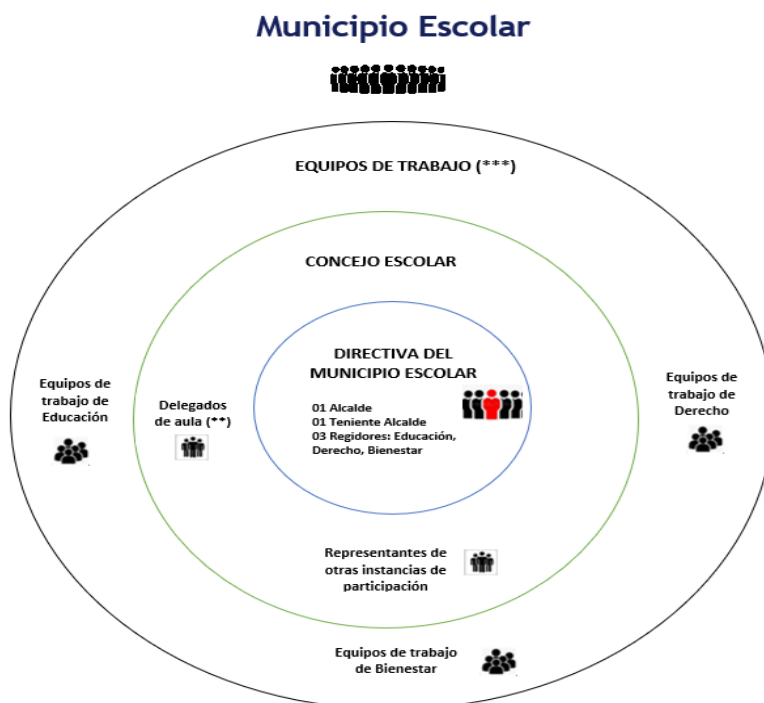 Municipio Escolar
EQUIPOS DE TRABAJO (***)
CONCEJO ESCOLAR
DIRECTIVA DEL
MUNICIPIO ESCOLAR
01 Alcalde
01 Teniente Alcalde
03 Regidores: Educación,
Derecho, Bienestar
Equipos de
trabajo de
Educación
Delegados
de aula (**)
Equipos de
trabajo de
Derecho
Representantes de
otras instancias de
participación
Equipos de trabajo
de Bienestar